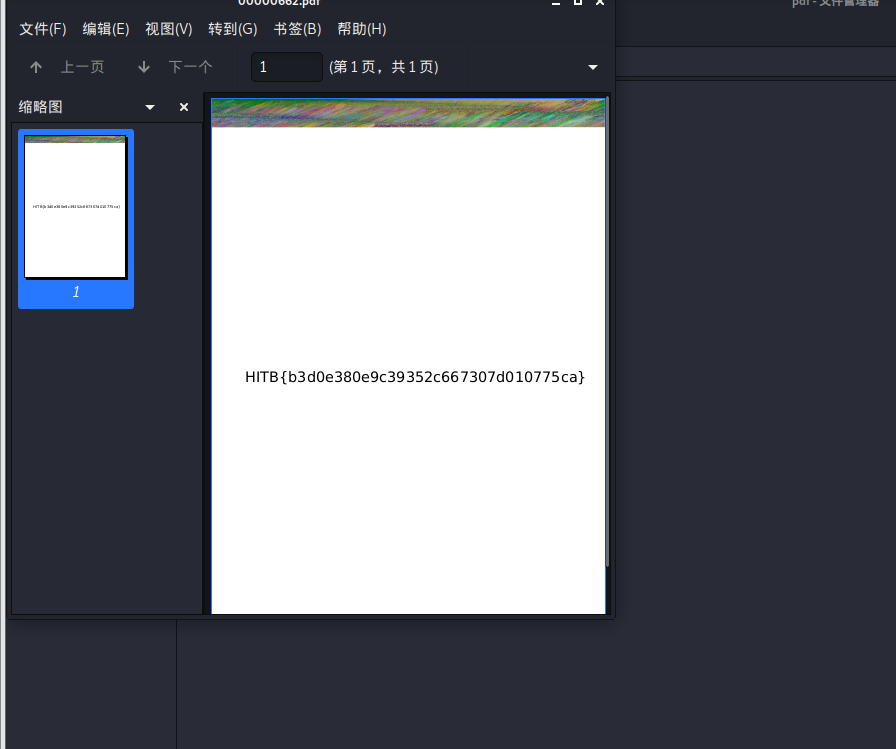 00000662.pdf
pdf - 文件管理器
文件(F) 编辑(E) 视图(V) 转到(G) 书签(B) 帮助(H)
上一页 下一个 1 (第 1 页，共 1 页)
缩略图
HITB{b3d0e380e9c39352c667307d010775ca}
1
HITB{b3d0e380e9c39352c667307d010775ca}